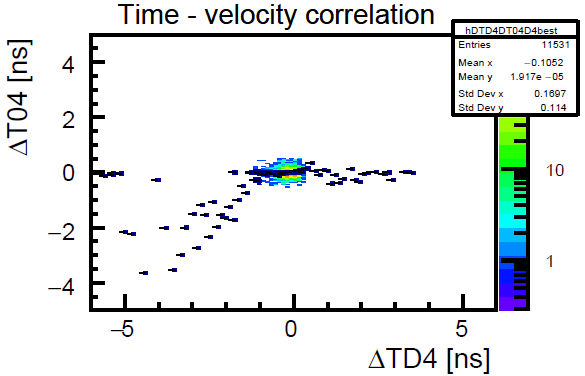 Time - velocity correlation
hDTD4DT04D4best
Entries 11531
Mean x −0.1052
Mean y 1.917e −05
Std Dev x 0.1697
Std Dev y 0.114
ΔT04 [ns]
4
2
0
−2
−4
10
1
−5
0
5
ΔTD4 [ns]